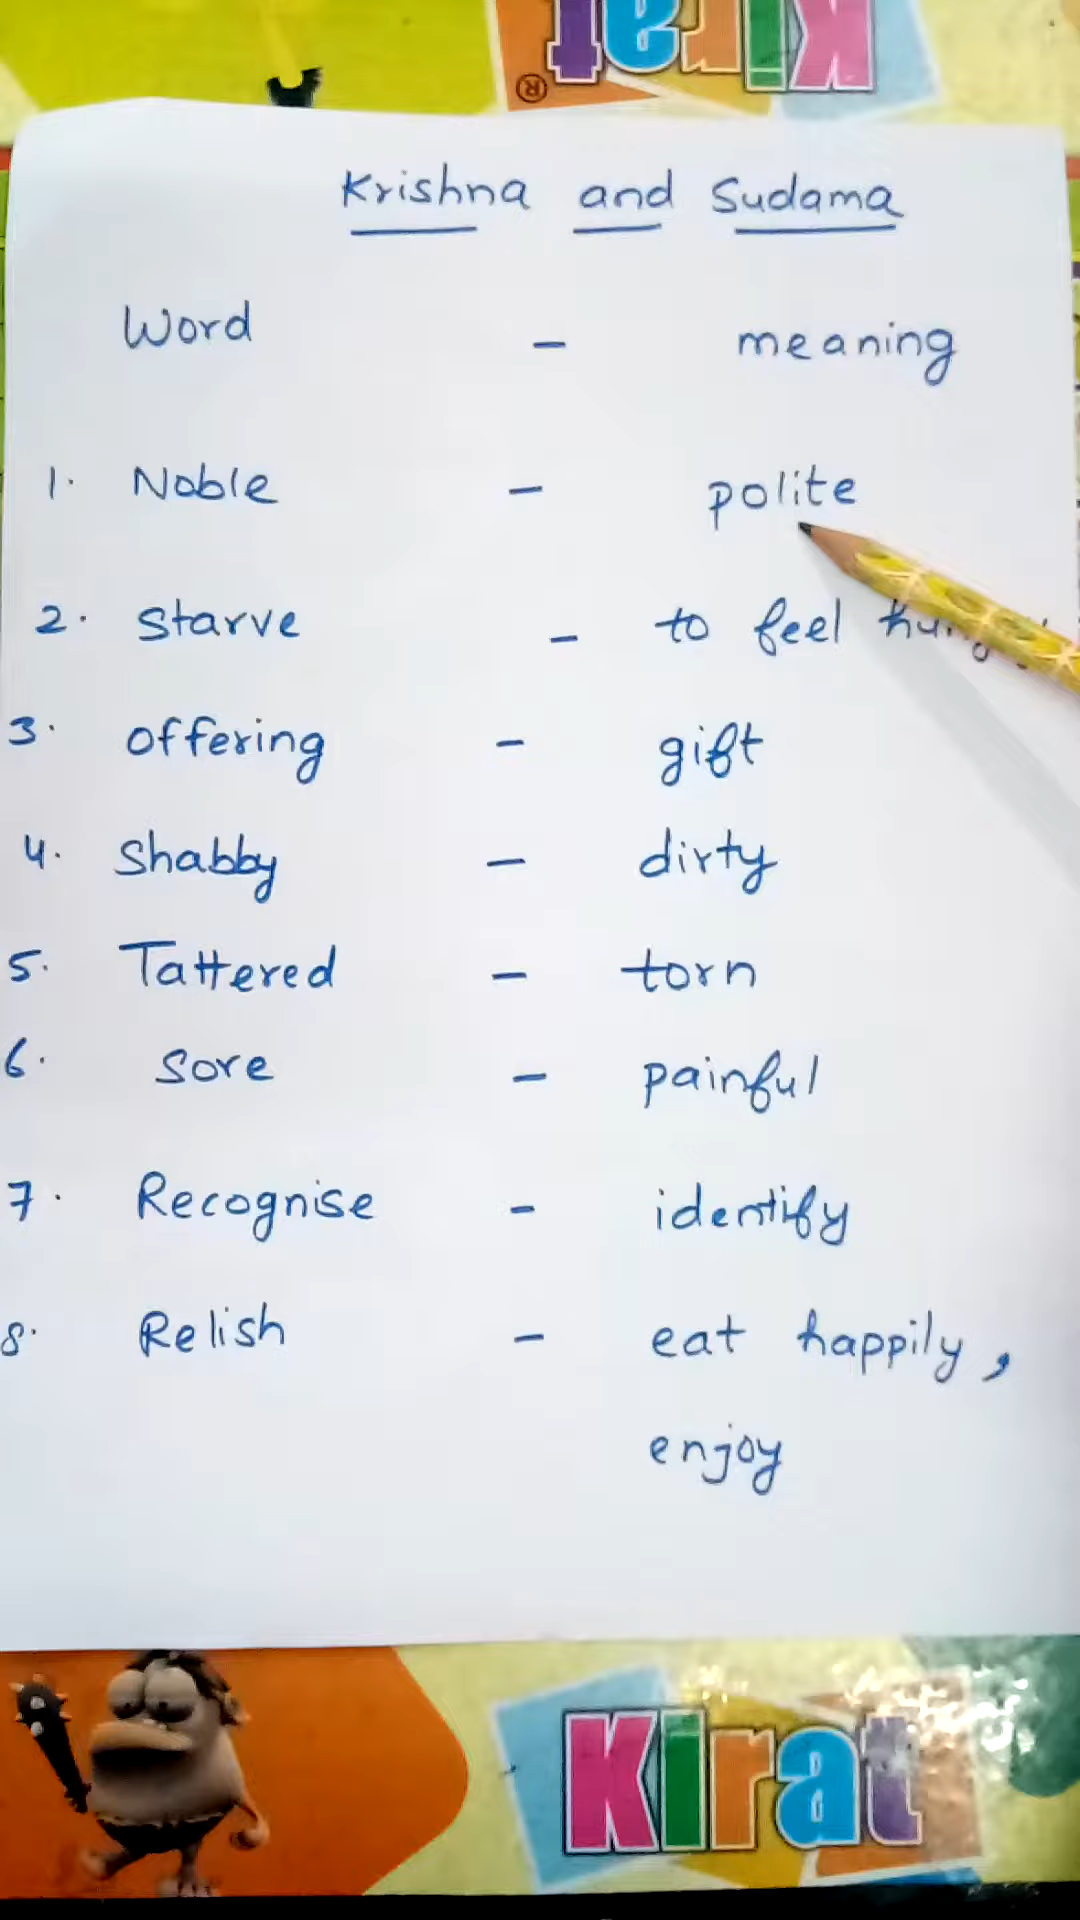 Kirat
®
Krishna and Sudama
Word - meaning
1. Noble - polite
2. Starve - to feel
3. Offering - gift
4. Shabby - dirty
5. Tattered - torn
6. Sore - painful
7. Recognise - identify
8. Relish - eat happily,
enjoy
Kirat